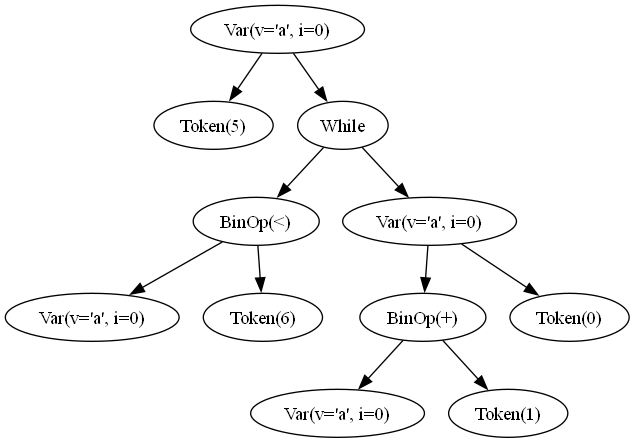 Var(v='a', i=0)
Token(5)
While
BinOp(<)
Var(v='a', i=0)
Var(v='a', i=0)
Token(6)
BinOp(+)
Token(0)
Var(v='a', i=0)
Token(1)